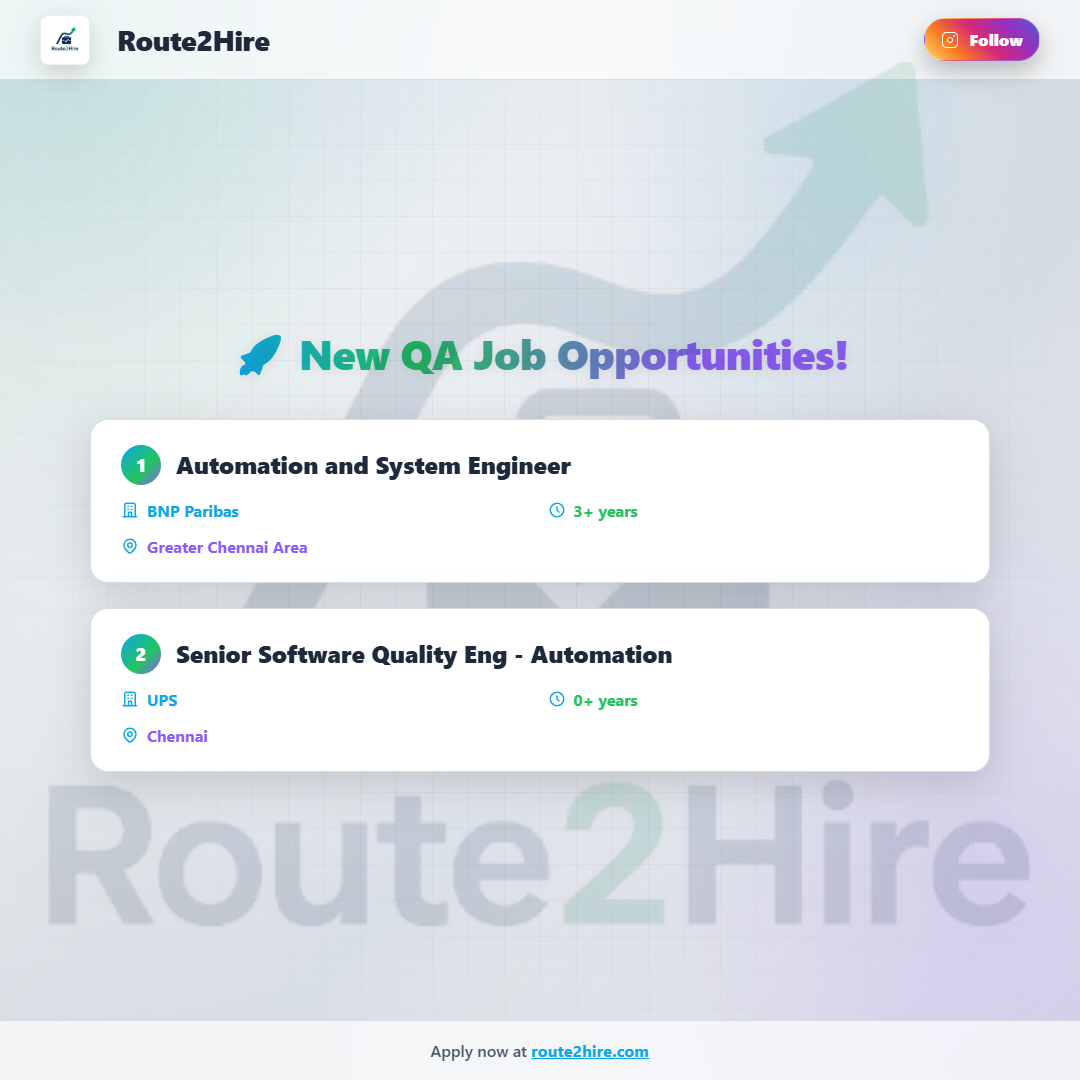 Route2Hire
Route2Hire
Follow
New QA Job Opportunities!
1 Automation and System Engineer
BNP Paribas
3+ years
Greater Chennai Area
2 Senior Software Quality Eng - Automation
UPS
0+ years
Chennai
Route2Hire
Apply now at route2hire.com